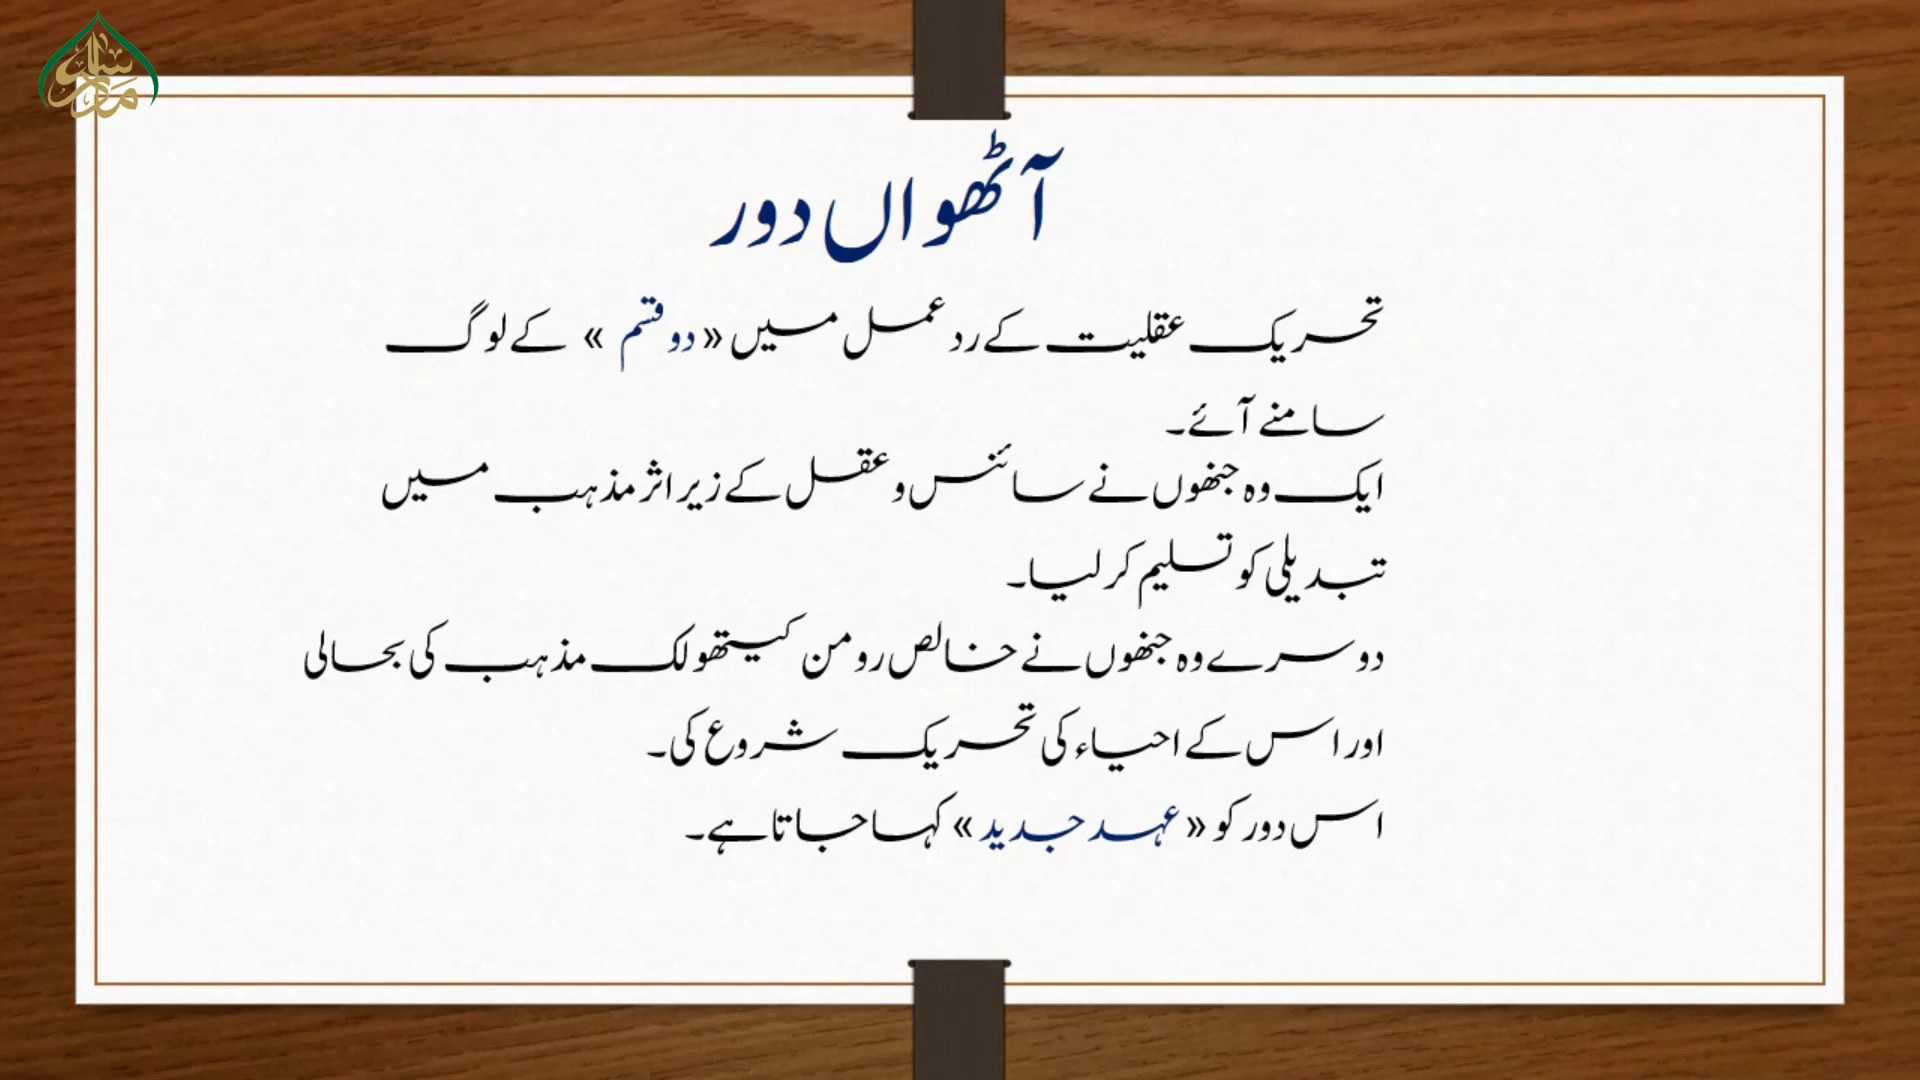 آٹھواں دور
تحریک عقلیت کے رد عمل میں «دو قسم » کے لوگ
سامنے آئے۔
ایک وہ جنھوں نے سائنس و عقل کے زیر اثر مذہب میں
تبدیلی کو تسلیم کر لیا۔
دوسرے وہ جنھوں نے خالص رومن کیتھولک مذہب کی بحالی
اور اس کے احیاء کی تحریک شروع کی۔
اس دور کو «عہد جدید» کہا جاتا ہے۔